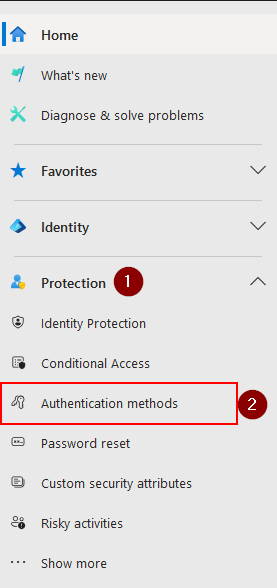 Home
What's new
Diagnose & solve problems
Favorites
Identity
Protection 1
Identity Protection
Conditional Access
Authentication methods 2
Password reset
Custom security attributes
Risky activities
Show more